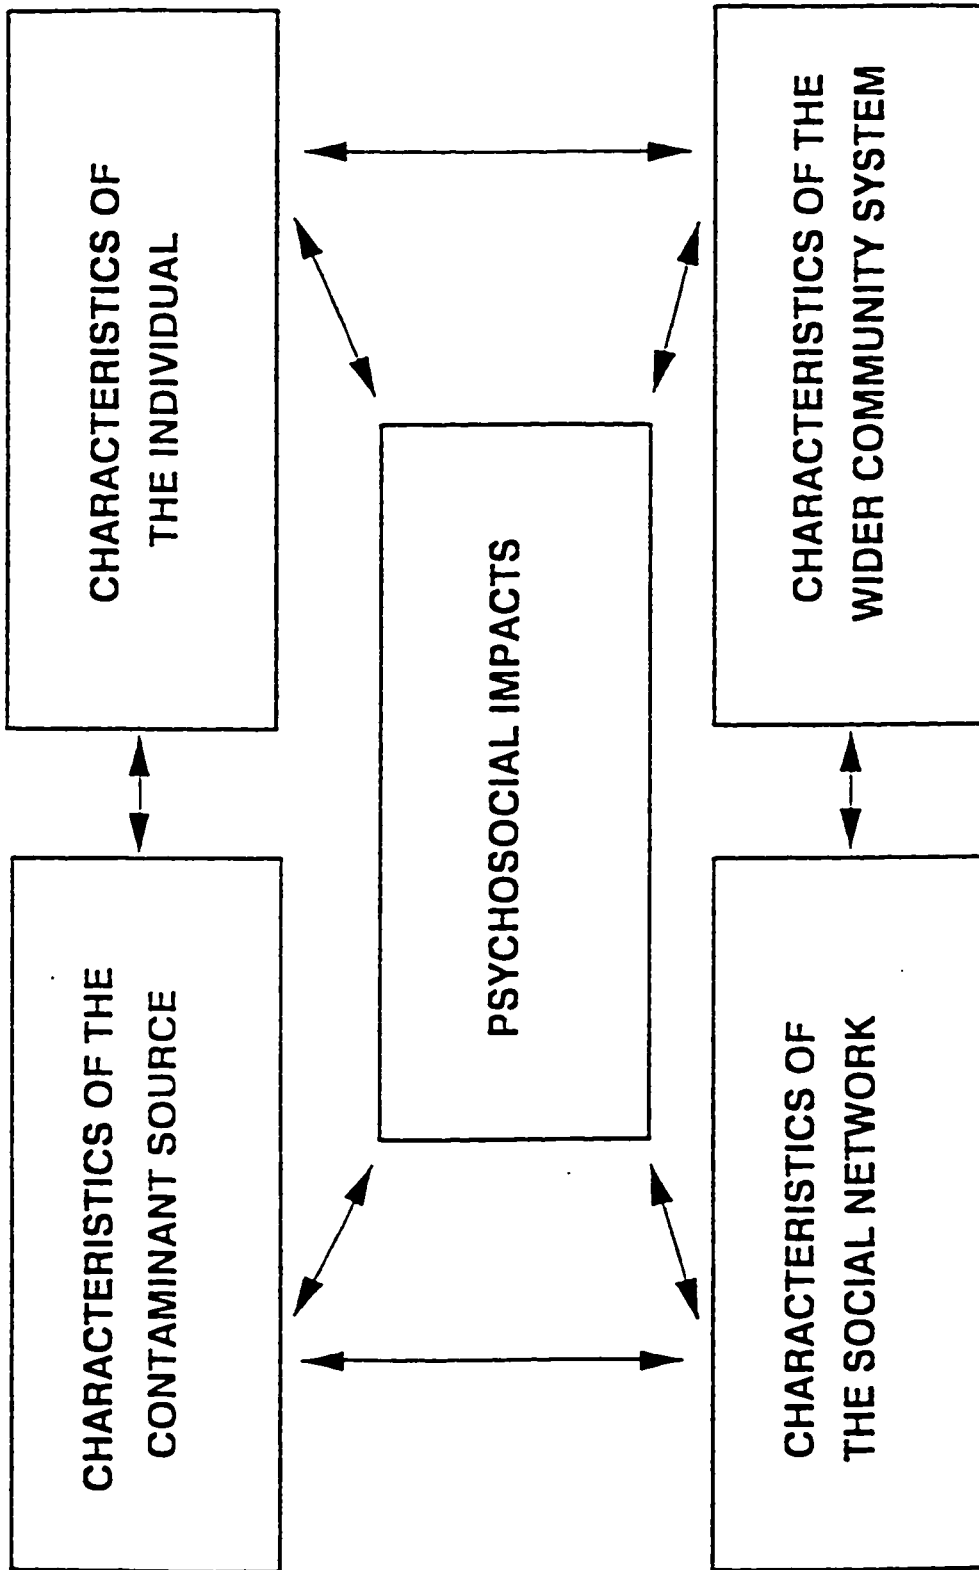 CHARACTERISTICS OF THE
CONTAMINANT SOURCE
CHARACTERISTICS OF
THE INDIVIDUAL
PSYCHOSOCIAL IMPACTS
CHARACTERISTICS OF
THE SOCIAL NETWORK
CHARACTERISTICS OF THE
WIDER COMMUNITY SYSTEM